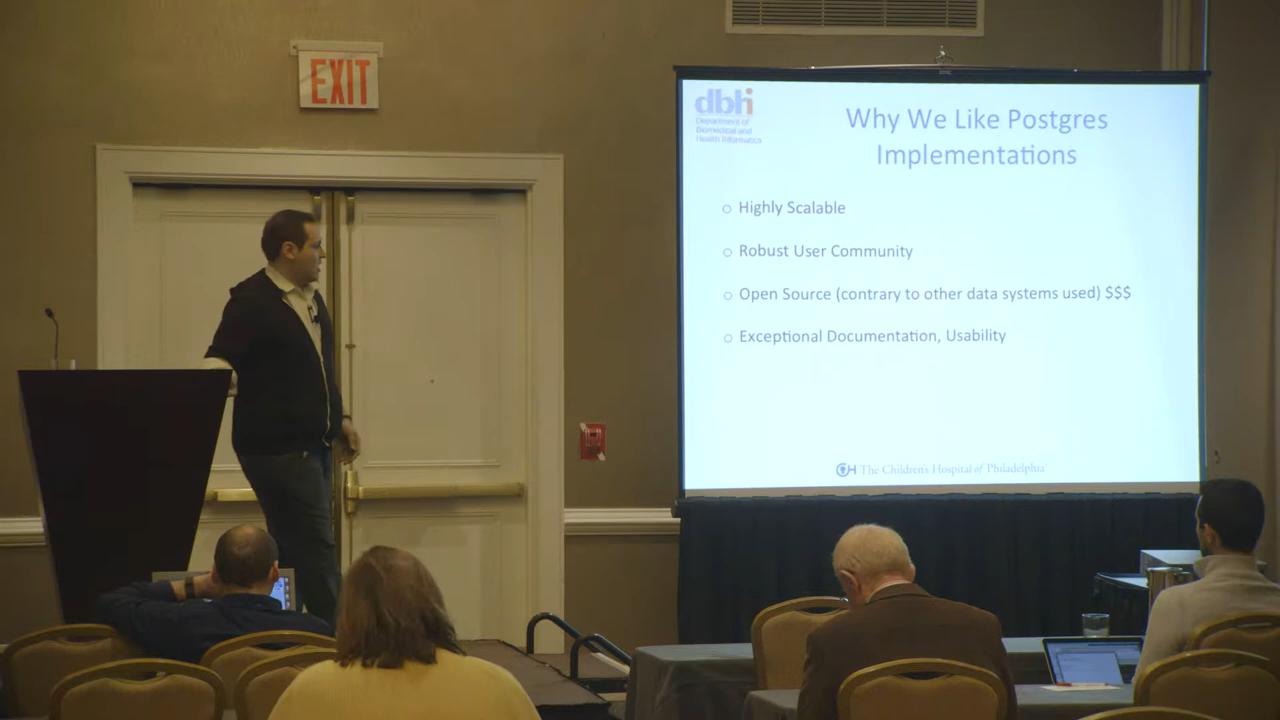 EXIT
dbhi
Department of
Biomedical and
Health Informatics
Why We Like Postgres
Implementations
Highly Scalable
Robust User Community
Open Source (contrary to other data systems used) $$$
Exceptional Documentation, Usability
CH The Children's Hospital of Philadelphia